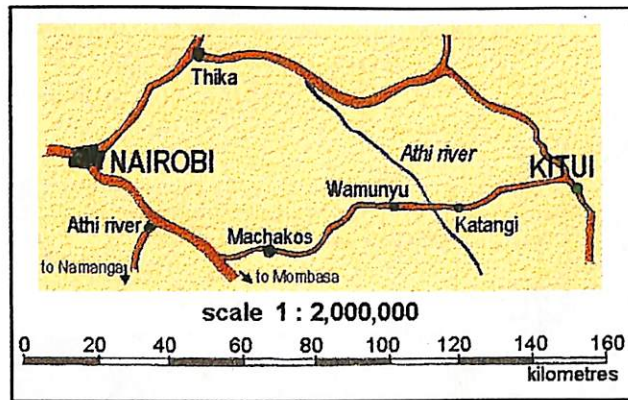 Thika
NAIROBI
Athi river
KITUI
Wamunyu
Athi river
Machakos
Katangi
to Namanga
to Mombasa
scale 1 : 2,000,000
0 20 40 60 80 100 120 140 160
kilometres